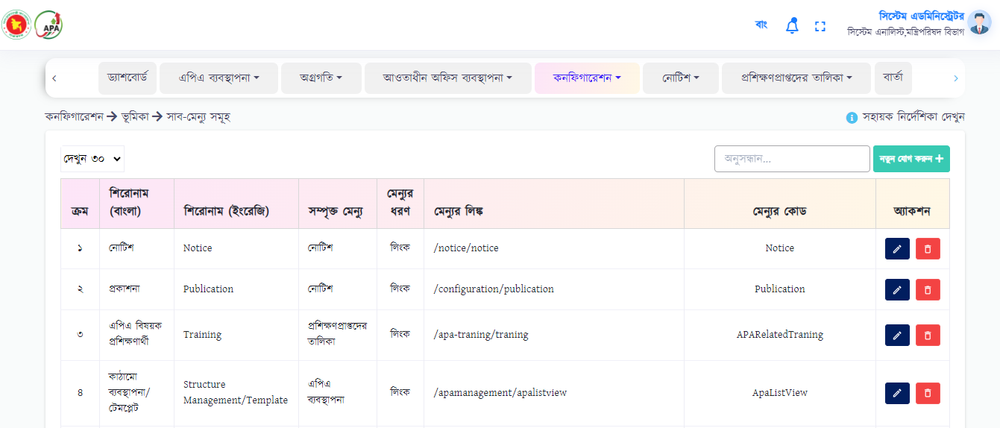 APA
বাং
সিস্টেম এডমিনিস্ট্রেটর
সিস্টেম এনালিস্ট,মন্ত্রিপরিষদ বিভাগ
ড্যাশবোর্ড
এপিএ ব্যবস্থাপনা
অগ্রগতি
আওতাধীন অফিস ব্যবস্থাপনা
কনফিগারেশন
নোটিশ
প্রশিক্ষণপ্রাপ্তদের তালিকা
বার্তা
কনফিগারেশন → ভূমিকা → সাব-মেন্যু সমূহ
সহায়ক নির্দেশিকা দেখুন
দেখুন ৩০
অনুসন্ধান...
নতুন যোগ করুন +
ক্রম
শিরোনাম
(বাংলা)
শিরোনাম (ইংরেজি)
সম্পৃক্ত মেন্যু
মেন্যুর
ধরণ
মেন্যুর লিঙ্ক
মেন্যুর কোড
অ্যাকশন
১
নোটিশ
Notice
নোটিশ
লিংক
/notice/notice
Notice
২
প্রকাশনা
Publication
নোটিশ
লিংক
/configuration/publication
Publication
৩
এপিএ বিষয়ক
প্রশিক্ষণার্থী
Training
প্রশিক্ষণপ্রাপ্তদের
তালিকা
লিংক
/apa-traning/traning
APARelatedTraning
৪
কাঠামো
ব্যবস্থাপনা/
টেমপ্লেট
Structure
Management/Template
এপিএ
ব্যবস্থাপনা
লিংক
/apamanagement/apalistview
ApaListView